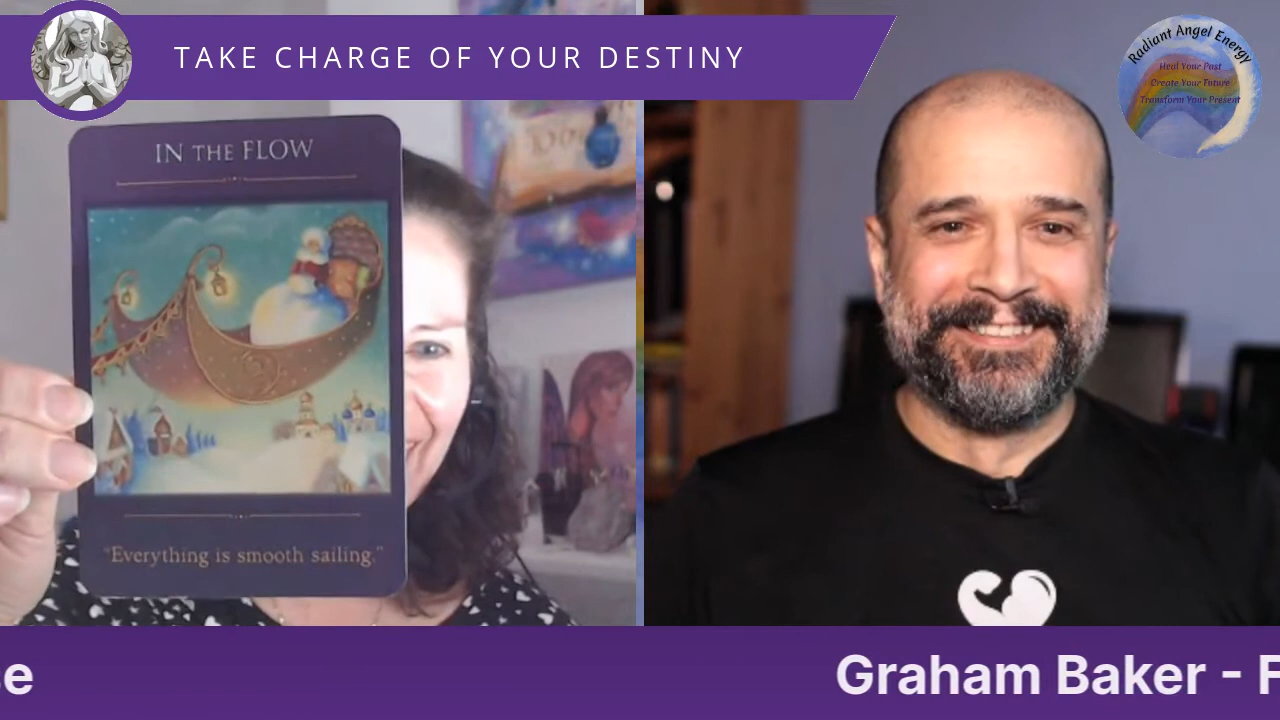 TAKE CHARGE OF YOUR DESTINY
Radiant Angel Energy
Heal Your Past
Create Your Future
Transform Your Present
IN THE FLOW
"Everything is smooth sailing."
se
Graham Baker - F